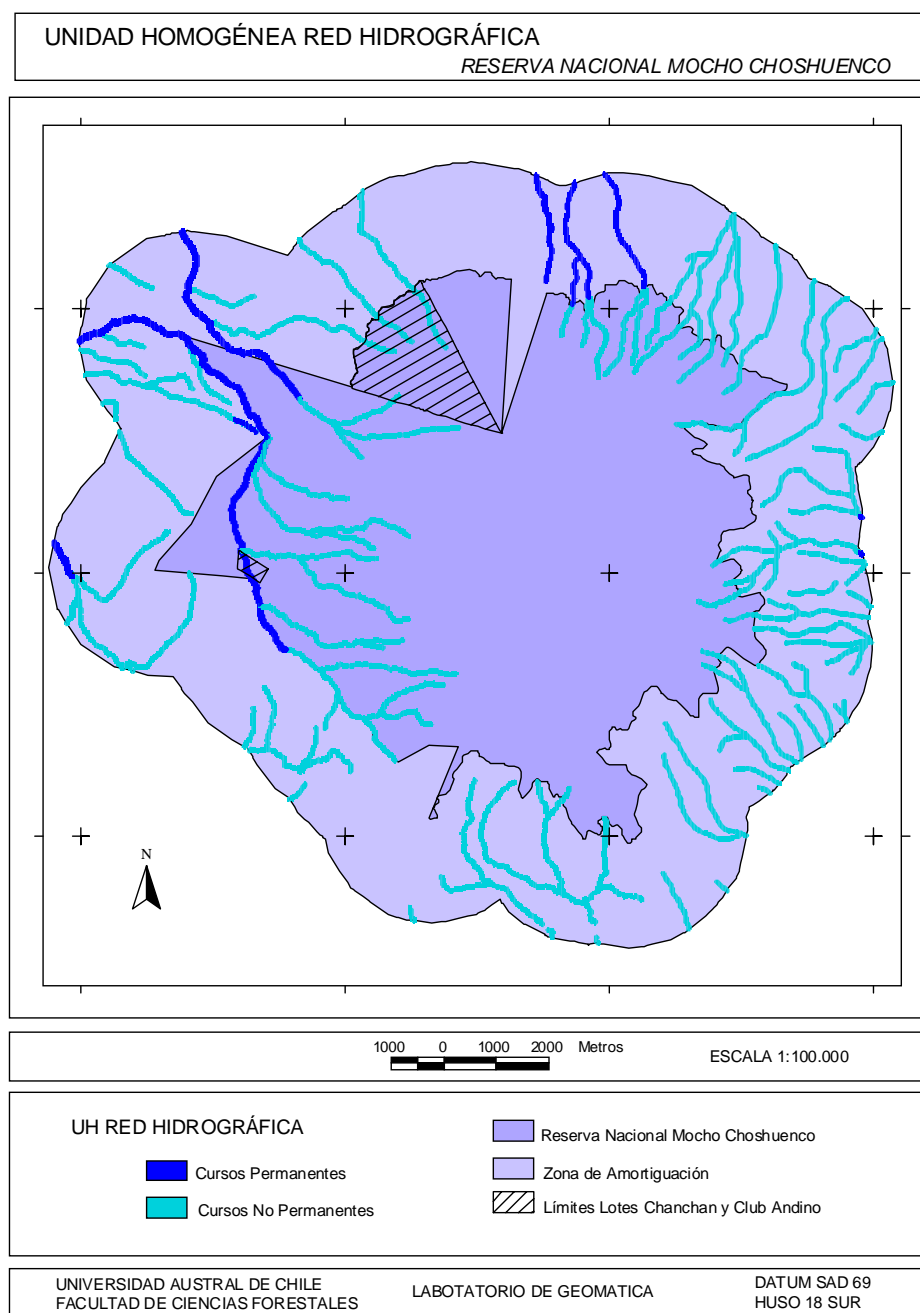 UNIDAD HOMOGÉNEA RED HIDROGRÁFICA
RESERVA NACIONAL MOCHO CHOSHUENCO
N
1000 0 1000 2000 Metros
ESCALA 1:100.000
UH RED HIDROGRÁFICA
Cursos Permanentes
Cursos No Permanentes
Reserva Nacional Mocho Choshuenco
Zona de Amortiguación
Límites Lotes Chanchan y Club Andino
UNIVERSIDAD AUSTRAL DE CHILE
FACULTAD DE CIENCIAS FORESTALES
LABOTATORIO DE GEOMATICA
DATUM SAD 69
HUSO 18 SUR